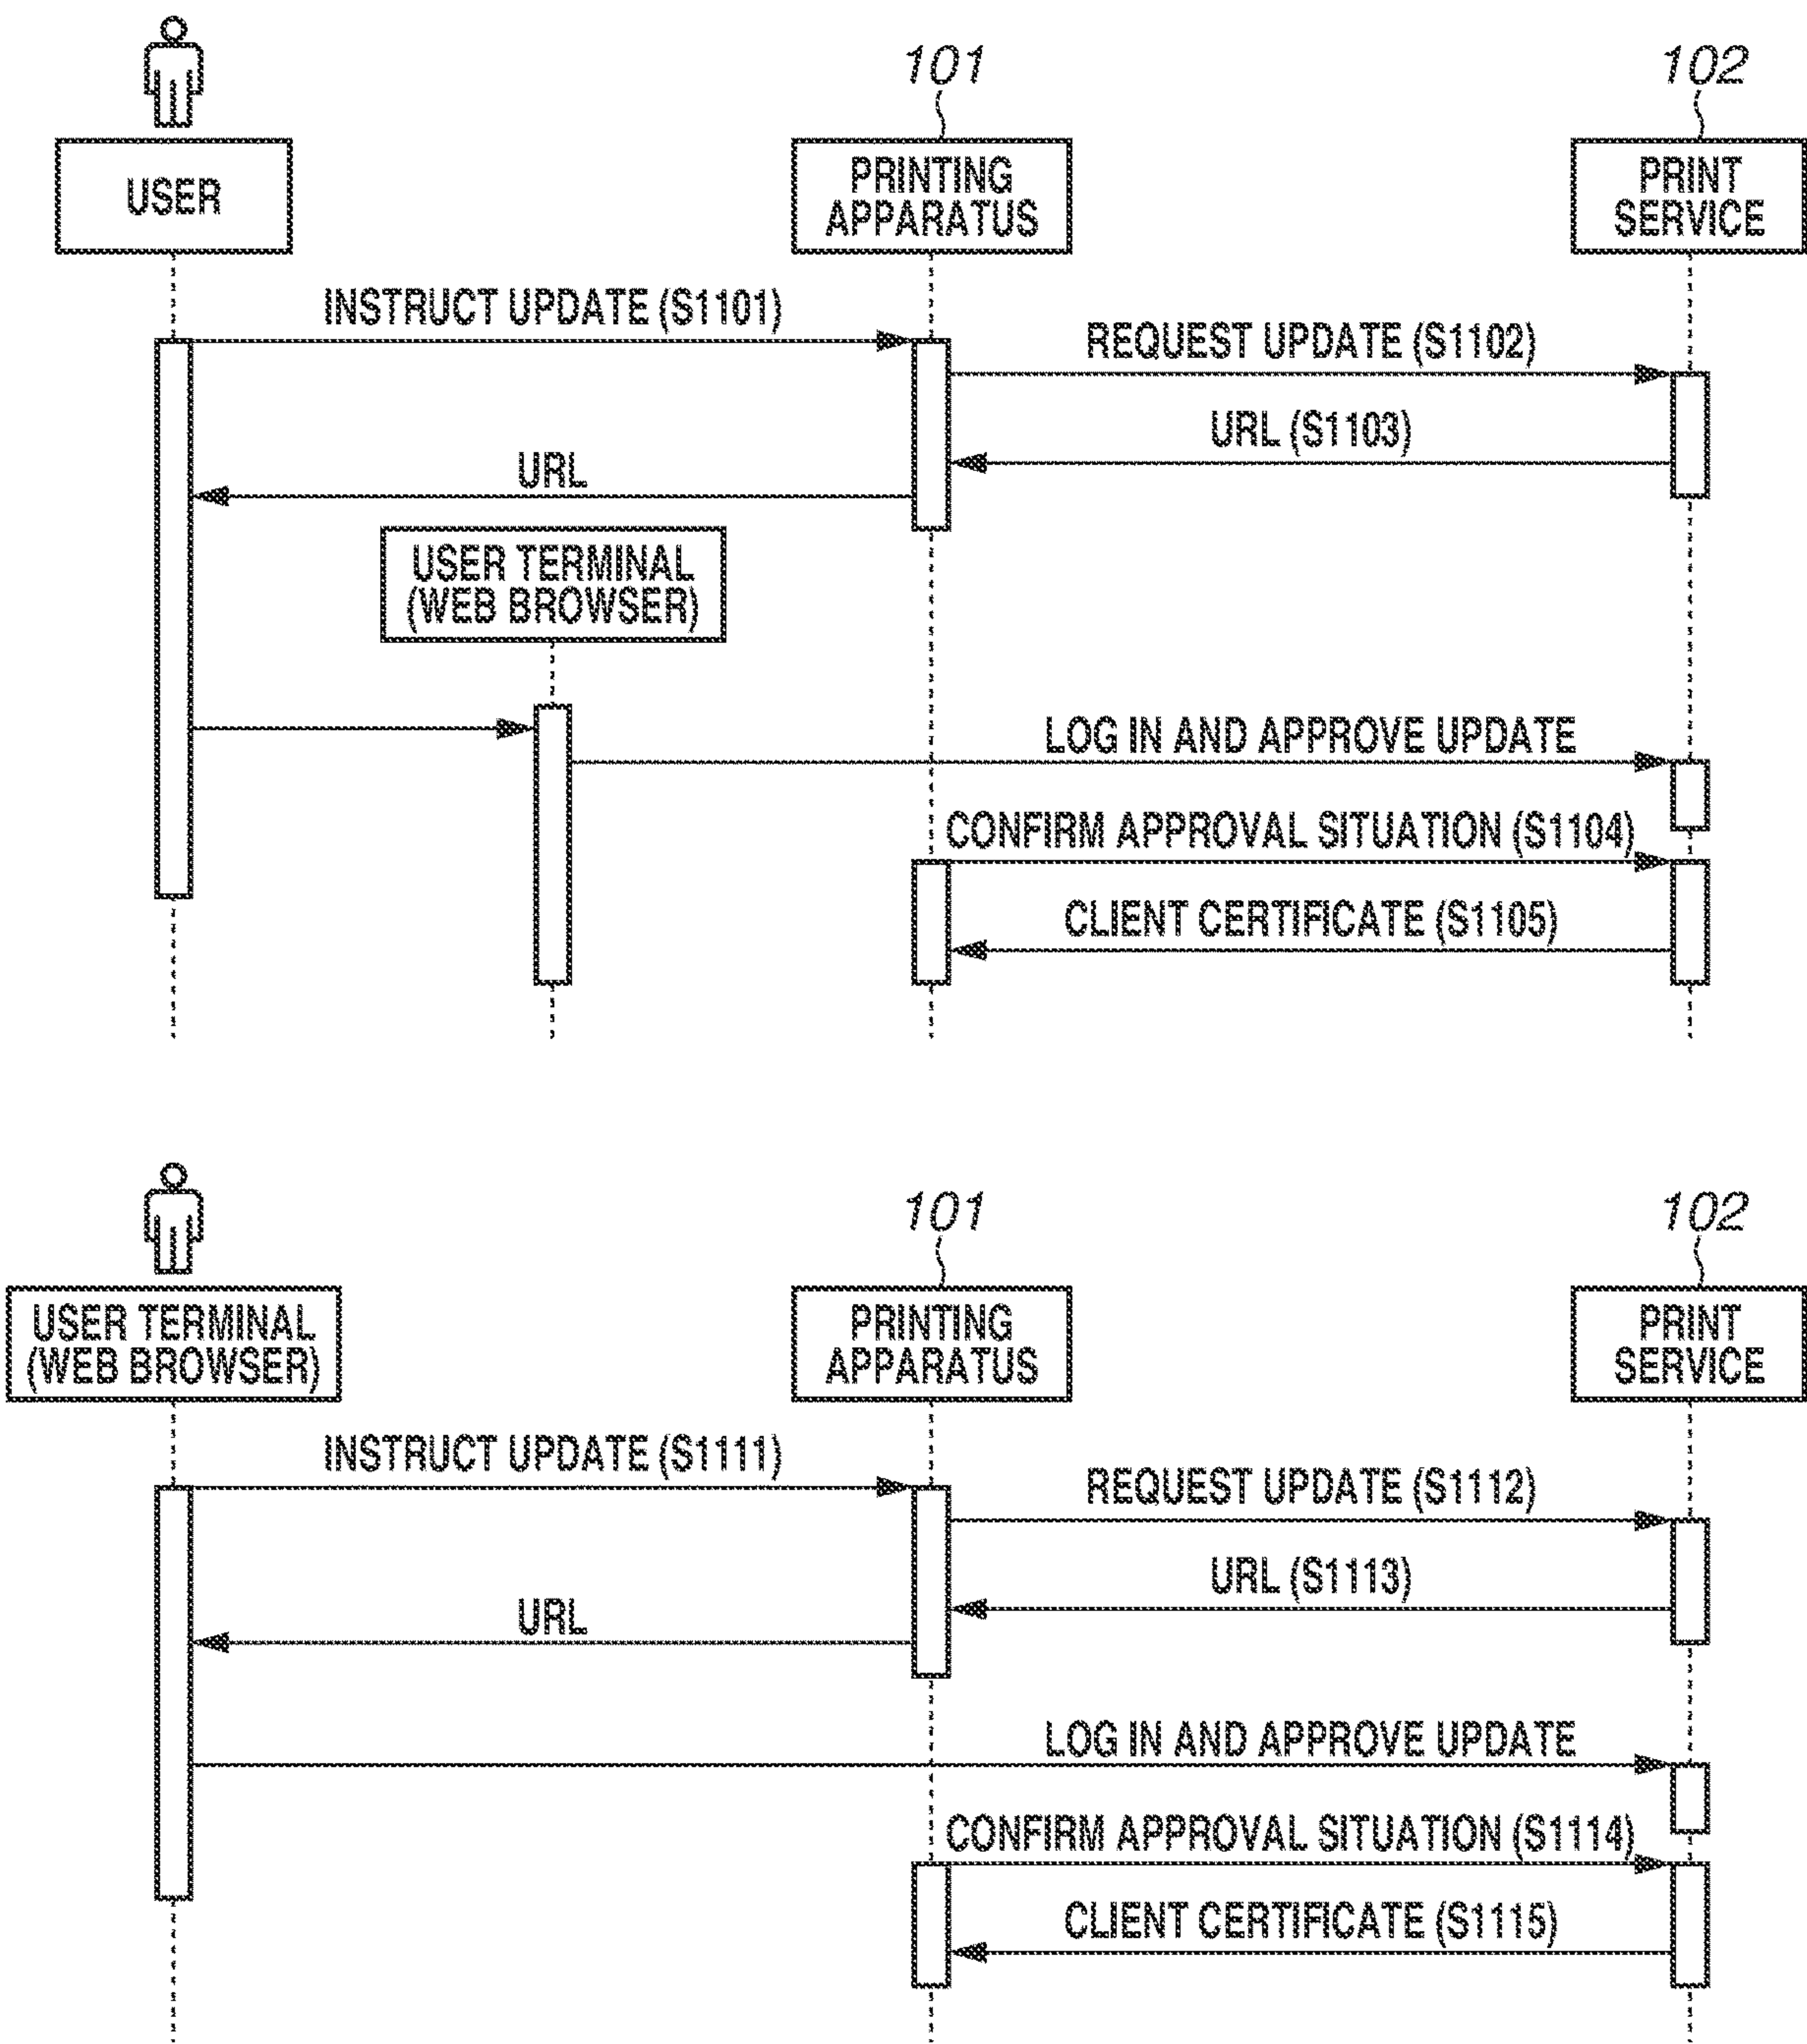 101
102
USER
PRINTING
APPARATUS
PRINT
SERVICE
INSTRUCT UPDATE (S1101)
REQUEST UPDATE (S1102)
URL (S1103)
URL
USER TERMINAL
(WEB BROWSER)
LOG IN AND APPROVE UPDATE
CONFIRM APPROVAL SITUATION (S1104)
CLIENT CERTIFICATE (S1105)
101
102
USER TERMINAL
(WEB BROWSER)
PRINTING
APPARATUS
PRINT
SERVICE
INSTRUCT UPDATE (S1111)
REQUEST UPDATE (S1112)
URL (S1113)
URL
LOG IN AND APPROVE UPDATE
CONFIRM APPROVAL SITUATION (S1114)
CLIENT CERTIFICATE (S1115)